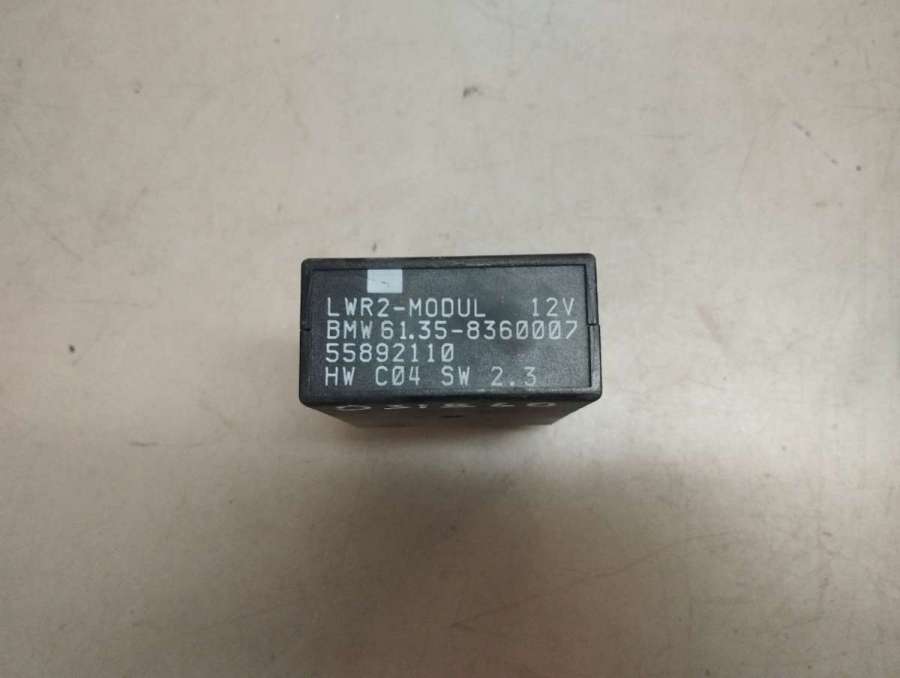 LWR2-MODUL 12V
BMW 61.35-8360007
55892110
HW C04 SW 2.3